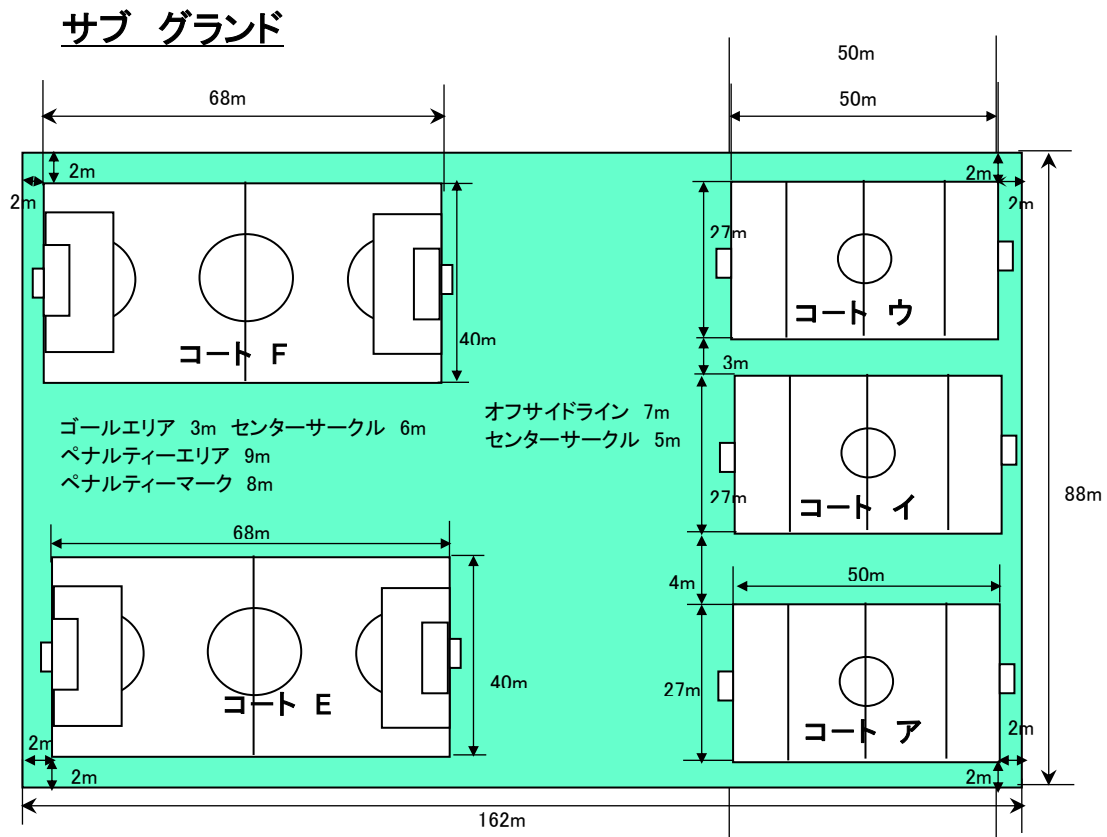 サブ グランド
50m
68m
50m
2m
2m
2m
2m
27m
コート ウ
40m
コート F
3m
ゴールエリア 3m センターサークル 6m
ペナルティーエリア 9m
ペナルティーマーク 8m
オフサイドライン 7m
センターサークル 5m
27m
コート イ
88m
68m
4m
50m
40m
27m
コート E
コート ア
2m
2m
2m
2m
162m